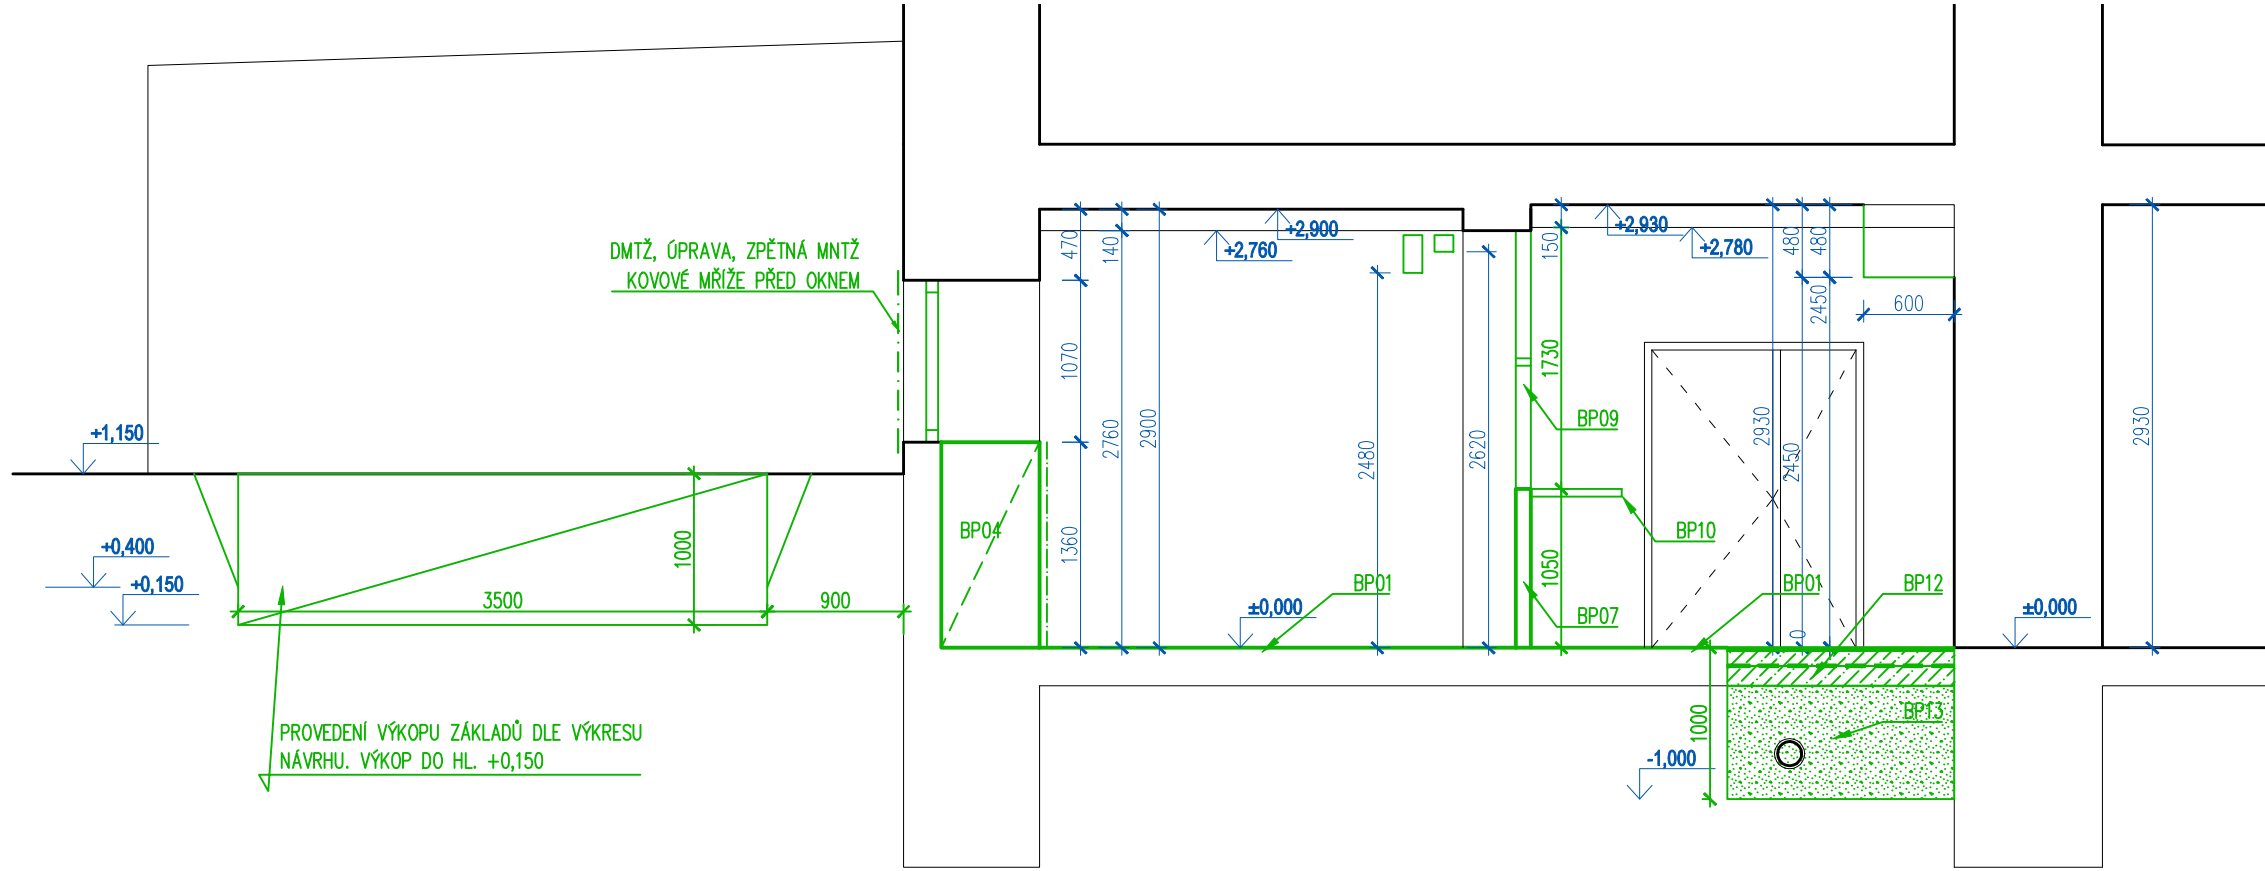 DMTŽ, ÚPRAVA, ZPĚTNÁ MNTŽ
KOVOVÉ MŘÍŽE PŘED OKNEM
+1,150
+0,400
+0,150
3500
900
1000
PROVEDENÍ VÝKOPU ZÁKLADŮ DLE VÝKRESU
NÁVRHU. VÝKOP DO HL. +0,150
BP04
470
140
1070
1360
2760
2900
+2,900
+2,760
2480
2620
±0,000
BP01
150
1730
1050
+2,930
+2,780
BP09
BP10
BP07
480
480
2450
2930
2450
0
600
BP01
BP12
BP13
1000
-1,000
±0,000
2930